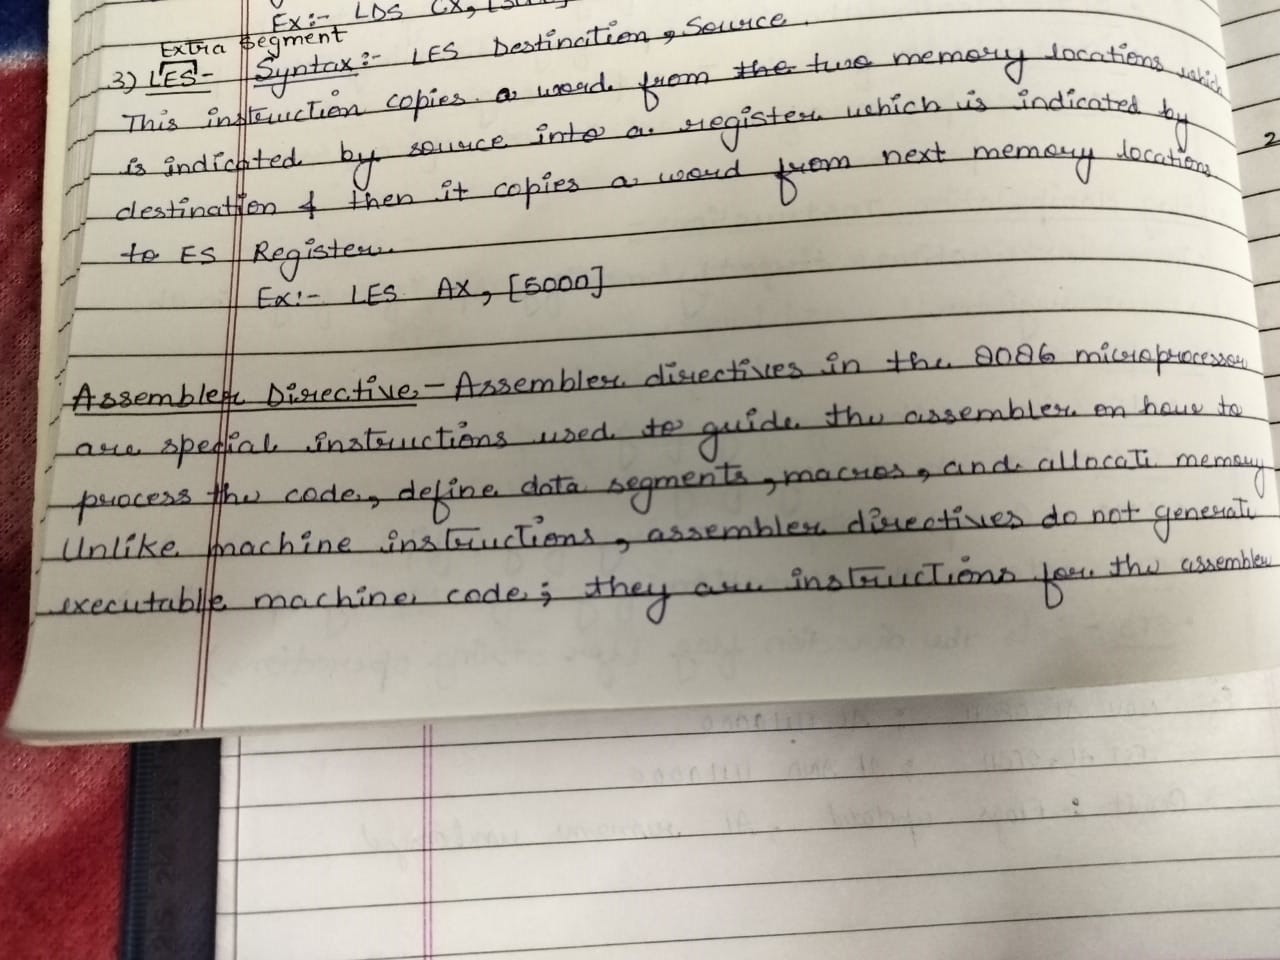 Ex:- LDS CX, [
Extra Segment
3) LES- Syntax:- LES Destination, Source
This instruction copies a word from the two memory locations which
is indicated by source into a register which is indicated by
destination & then it copies a word from next memory locations
to ES Register.
Ex:- LES AX, [5000]
2
Assembler Directive - Assembler directives in the 8086 microprocessor
are special instructions used to guide the assembler on how to
process the code, define data segments, macros, and allocate memory
Unlike machine instructions, assembler directives do not generate
executable machine code; they are instructions for the assembler